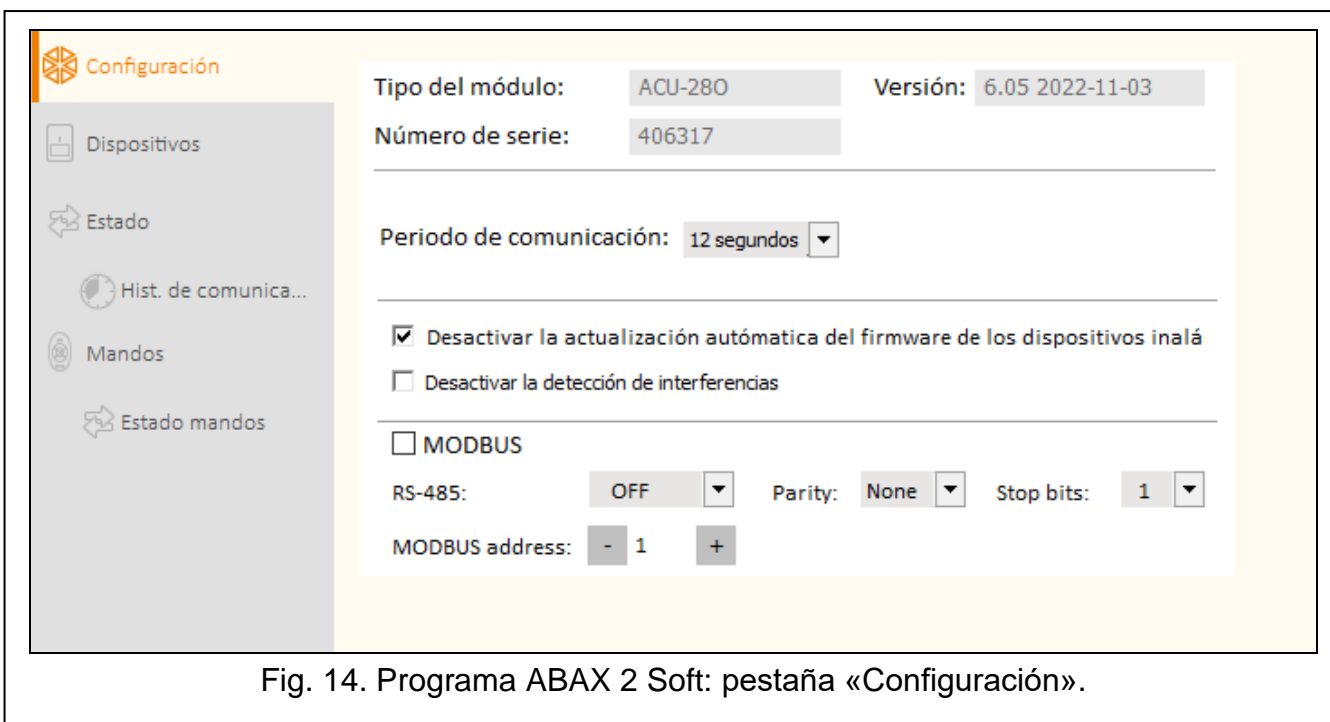 Configuración
Tipo del módulo: ACU-28O Versión: 6.05 2022-11-03
Número de serie: 406317
Dispositivos
Estado
Periodo de comunicación: 12 segundos
Hist. de comunica...
Desactivar la actualización autómatica del firmware de los dispositivos inalá
Mandos
Desactivar la detección de interferencias
Estado mandos
MODBUS
RS-485: OFF Parity: None Stop bits: 1
MODBUS address: - 1 +
Fig. 14. Programa ABAX 2 Soft: pestaña «Configuración».